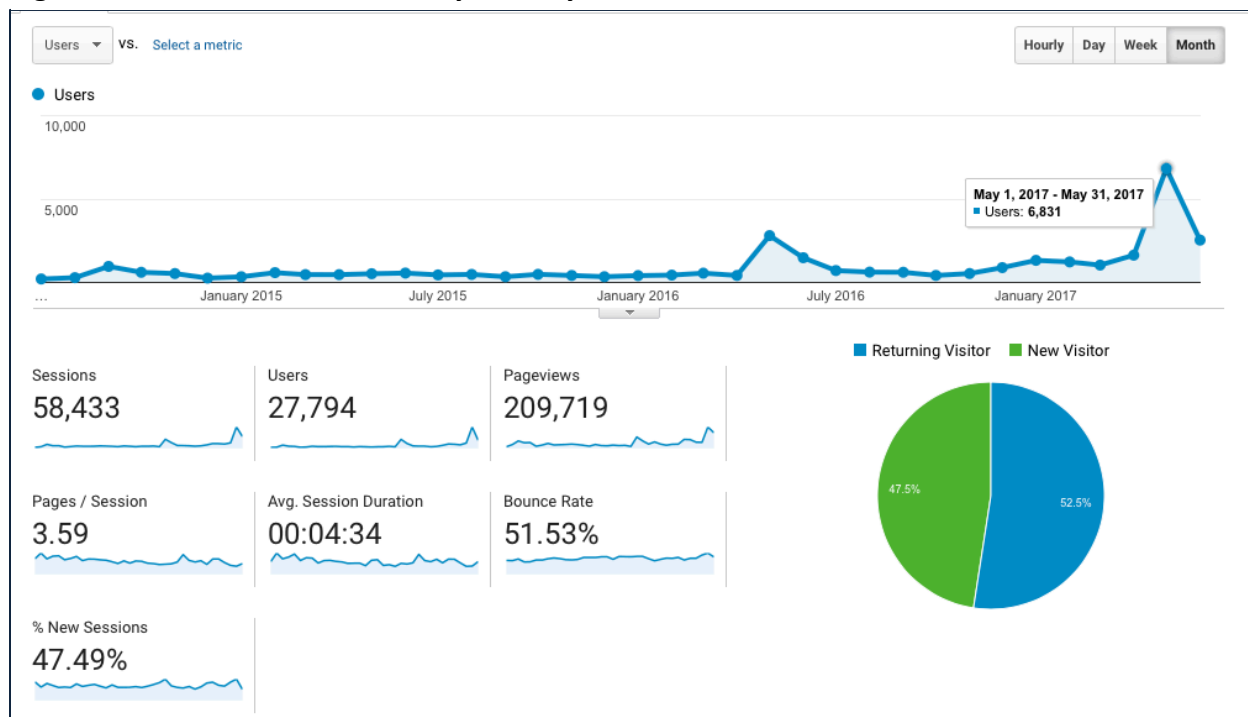 Users VS. Select a metric
Hourly Day Week Month
Users
10,000
5,000
May 1, 2017 - May 31, 2017
Users: 6,831
... January 2015 July 2015 January 2016 July 2016 January 2017
Returning Visitor New Visitor
Sessions Users Pageviews
58,433 27,794 209,719
Pages / Session Avg. Session Duration Bounce Rate
3.59 00:04:34 51.53%
47.5% 52.5%
% New Sessions
47.49%